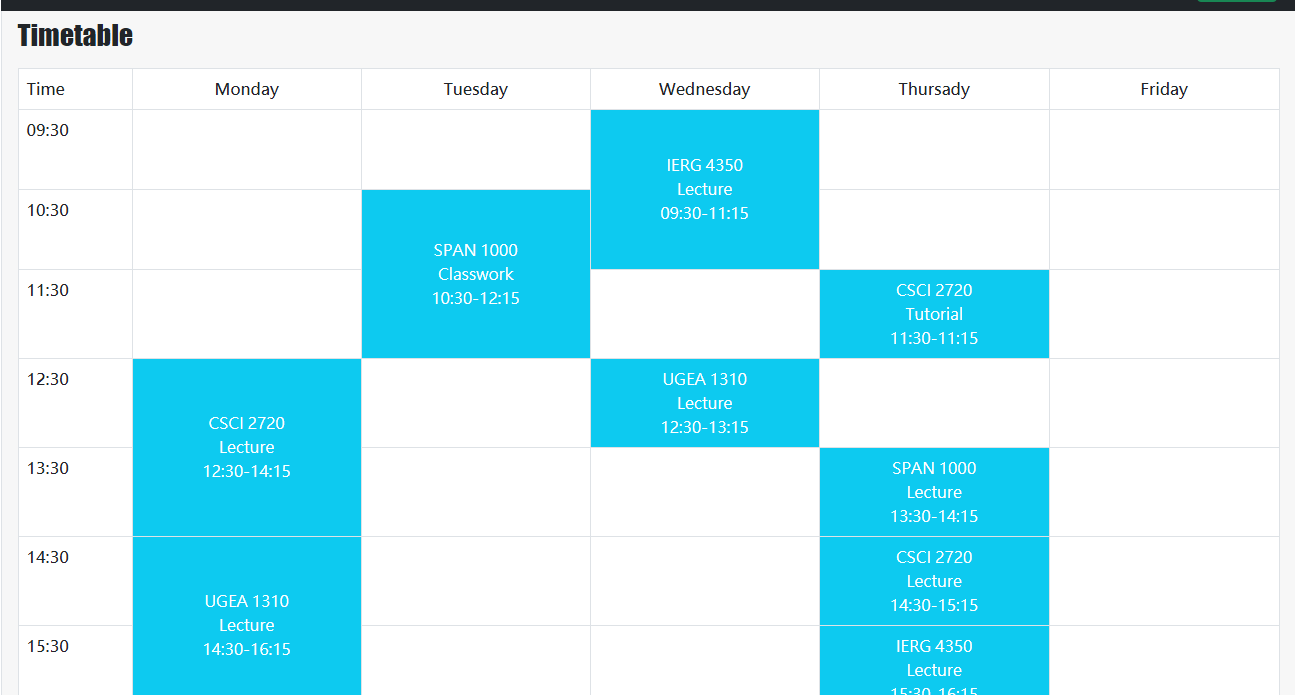 Timetable
Time Monday Tuesday Wednesday Thursady Friday
09:30
IERG 4350
Lecture
09:30-11:15
10:30
SPAN 1000
Classwork
10:30-12:15
11:30
CSCI 2720
Tutorial
11:30-11:15
12:30
CSCI 2720
Lecture
12:30-14:15
UGEA 1310
Lecture
12:30-13:15
13:30
SPAN 1000
Lecture
13:30-14:15
14:30
UGEA 1310
Lecture
14:30-16:15
CSCI 2720
Lecture
14:30-15:15
15:30
IERG 4350
Lecture
15:30-16:15